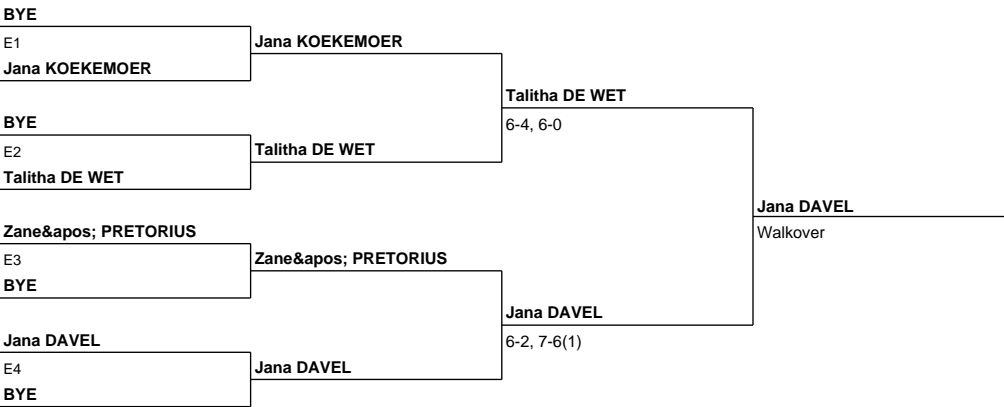 BYE
E1
Jana KOEKEMOER
BYE
E2
Talitha DE WET
Zane&apos; PRETORIUS
E3
BYE
Jana DAVEL
E4
BYE
Jana KOEKEMOER
Talitha DE WET
Zane&apos; PRETORIUS
Jana DAVEL
Talitha DE WET
6-4, 6-0
Jana DAVEL
6-2, 7-6(1)
Jana DAVEL
Walkover